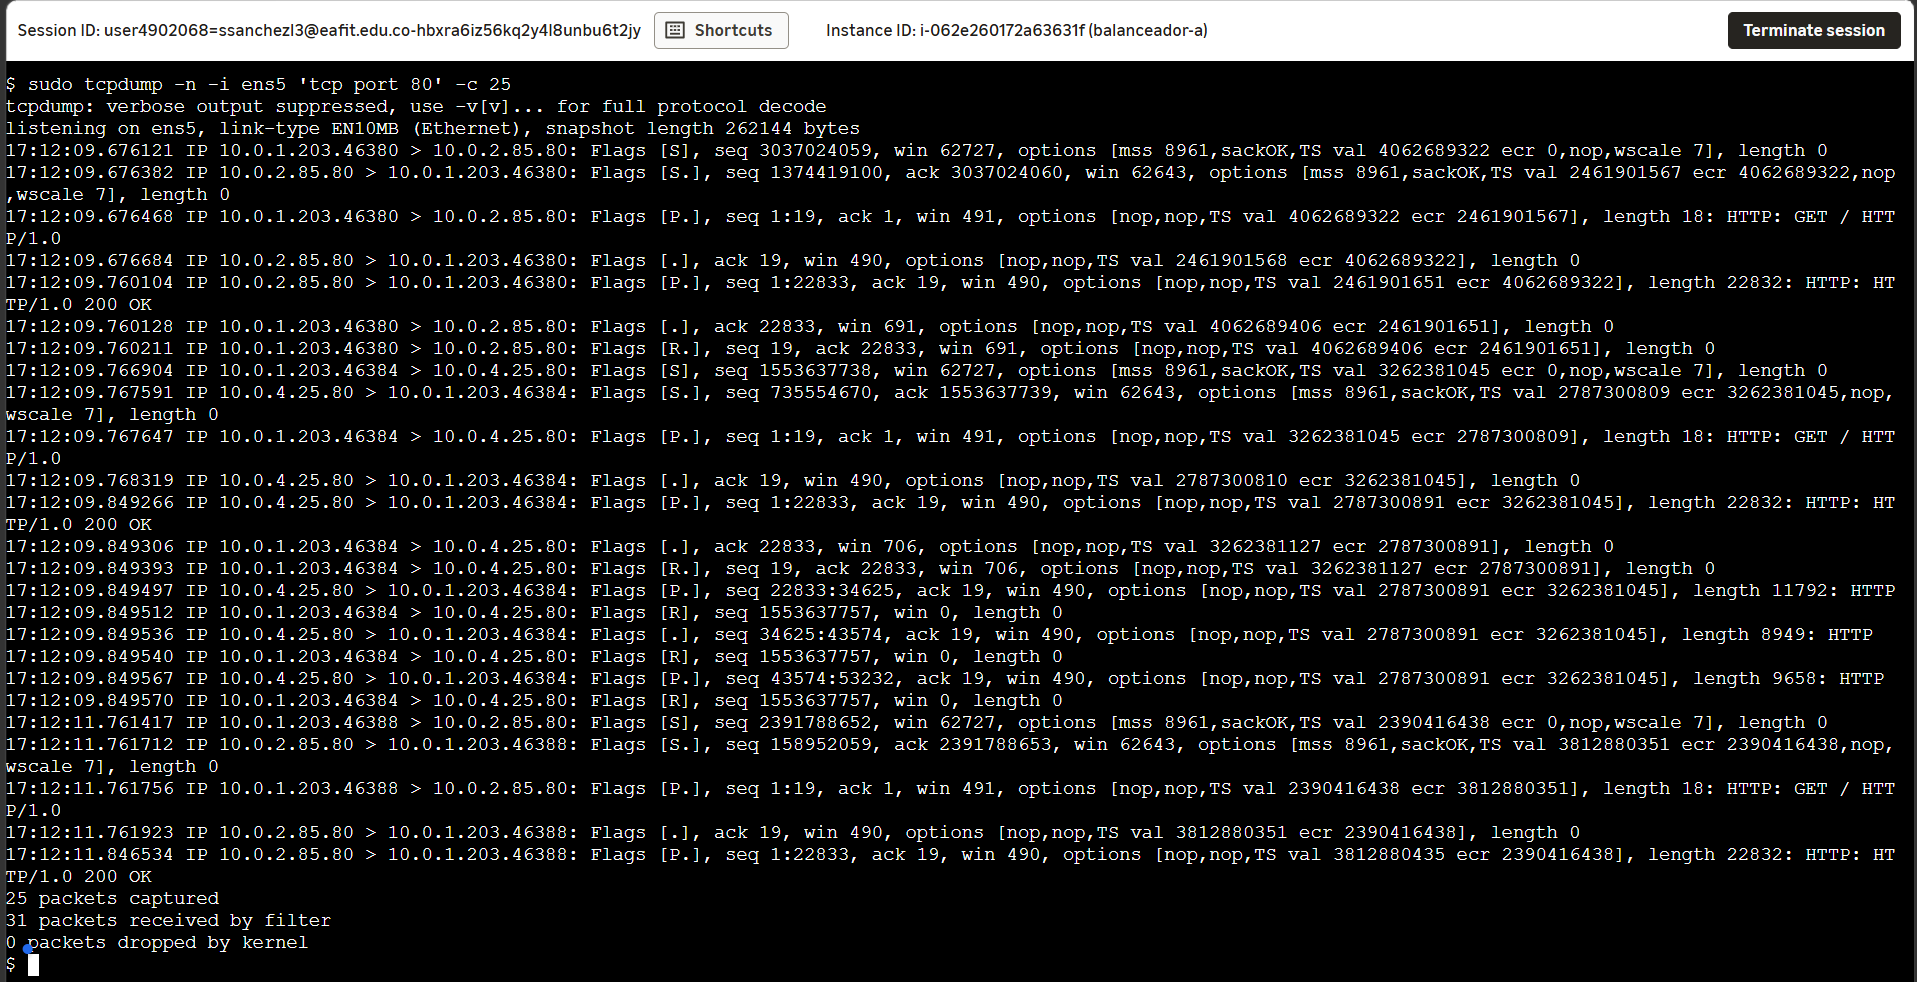 Session ID: user4902068=ssanchezl3@eafit.edu.co-hbxra6iz56kq2y4l8unbu6t2jy Shortcuts Instance ID: i-062e260172a63631f (balanceador-a) Terminate session
$ sudo tcpdump -n -i ens5 'tcp port 80' -c 25
tcpdump: verbose output suppressed, use -v[v]... for full protocol decode
listening on ens5, link-type EN10MB (Ethernet), snapshot length 262144 bytes
17:12:09.676121 IP 10.0.1.203.46380 > 10.0.2.85.80: Flags [S], seq 3037024059, win 62727, options [mss 8961,sackOK,TS val 4062689322 ecr 0,nop,wscale 7], length 0
17:12:09.676382 IP 10.0.2.85.80 > 10.0.1.203.46380: Flags [S.], seq 1374419100, ack 3037024060, win 62643, options [mss 8961,sackOK,TS val 2461901567 ecr 4062689322,nop
,wscale 7], length 0
17:12:09.676468 IP 10.0.1.203.46380 > 10.0.2.85.80: Flags [P.], seq 1:19, ack 1, win 491, options [nop,nop,TS val 4062689322 ecr 2461901567], length 18: HTTP: GET / HTT
P/1.0
17:12:09.676684 IP 10.0.2.85.80 > 10.0.1.203.46380: Flags [.], ack 19, win 490, options [nop,nop,TS val 2461901568 ecr 4062689322], length 0
17:12:09.760104 IP 10.0.2.85.80 > 10.0.1.203.46380: Flags [P.], seq 1:22833, ack 19, win 490, options [nop,nop,TS val 2461901651 ecr 4062689322], length 22832: HTTP: HT
TP/1.0 200 OK
17:12:09.760128 IP 10.0.1.203.46380 > 10.0.2.85.80: Flags [.], ack 22833, win 691, options [nop,nop,TS val 4062689406 ecr 2461901651], length 0
17:12:09.760211 IP 10.0.1.203.46380 > 10.0.2.85.80: Flags [R.], seq 19, ack 22833, win 691, options [nop,nop,TS val 4062689406 ecr 2461901651], length 0
17:12:09.766904 IP 10.0.1.203.46384 > 10.0.4.25.80: Flags [S], seq 1553637738, win 62727, options [mss 8961,sackOK,TS val 3262381045 ecr 0,nop,wscale 7], length 0
17:12:09.767591 IP 10.0.4.25.80 > 10.0.1.203.46384: Flags [S.], seq 735554670, ack 1553637739, win 62643, options [mss 8961,sackOK,TS val 2787300809 ecr 3262381045,nop,
wscale 7], length 0
17:12:09.767647 IP 10.0.1.203.46384 > 10.0.4.25.80: Flags [P.], seq 1:19, ack 1, win 491, options [nop,nop,TS val 3262381045 ecr 2787300809], length 18: HTTP: GET / HTT
P/1.0
17:12:09.768319 IP 10.0.4.25.80 > 10.0.1.203.46384: Flags [.], ack 19, win 490, options [nop,nop,TS val 2787300810 ecr 3262381045], length 0
17:12:09.849266 IP 10.0.4.25.80 > 10.0.1.203.46384: Flags [P.], seq 1:22833, ack 19, win 490, options [nop,nop,TS val 2787300891 ecr 3262381045], length 22832: HTTP: HT
TP/1.0 200 OK
17:12:09.849306 IP 10.0.1.203.46384 > 10.0.4.25.80: Flags [.], ack 22833, win 706, options [nop,nop,TS val 3262381127 ecr 2787300891], length 0
17:12:09.849393 IP 10.0.1.203.46384 > 10.0.4.25.80: Flags [R.], seq 19, ack 22833, win 706, options [nop,nop,TS val 3262381127 ecr 2787300891], length 0
17:12:09.849497 IP 10.0.4.25.80 > 10.0.1.203.46384: Flags [P.], seq 22833:34625, ack 19, win 490, options [nop,nop,TS val 2787300891 ecr 3262381045], length 11792: HTTP
17:12:09.849512 IP 10.0.1.203.46384 > 10.0.4.25.80: Flags [R], seq 1553637757, win 0, length 0
17:12:09.849536 IP 10.0.4.25.80 > 10.0.1.203.46384: Flags [.], seq 34625:43574, ack 19, win 490, options [nop,nop,TS val 2787300891 ecr 3262381045], length 8949: HTTP
17:12:09.849540 IP 10.0.1.203.46384 > 10.0.4.25.80: Flags [R], seq 1553637757, win 0, length 0
17:12:09.849567 IP 10.0.4.25.80 > 10.0.1.203.46384: Flags [P.], seq 43574:53232, ack 19, win 490, options [nop,nop,TS val 2787300891 ecr 3262381045], length 9658: HTTP
17:12:09.849570 IP 10.0.1.203.46384 > 10.0.4.25.80: Flags [R], seq 1553637757, win 0, length 0
17:12:11.761417 IP 10.0.1.203.46388 > 10.0.2.85.80: Flags [S], seq 2391788652, win 62727, options [mss 8961,sackOK,TS val 2390416438 ecr 0,nop,wscale 7], length 0
17:12:11.761712 IP 10.0.2.85.80 > 10.0.1.203.46388: Flags [S.], seq 158952059, ack 2391788653, win 62643, options [mss 8961,sackOK,TS val 3812880351 ecr 2390416438,nop,
wscale 7], length 0
17:12:11.761756 IP 10.0.1.203.46388 > 10.0.2.85.80: Flags [P.], seq 1:19, ack 1, win 491, options [nop,nop,TS val 2390416438 ecr 3812880351], length 18: HTTP: GET / HTT
P/1.0
17:12:11.761923 IP 10.0.2.85.80 > 10.0.1.203.46388: Flags [.], ack 19, win 490, options [nop,nop,TS val 3812880351 ecr 2390416438], length 0
17:12:11.846534 IP 10.0.2.85.80 > 10.0.1.203.46388: Flags [P.], seq 1:22833, ack 19, win 490, options [nop,nop,TS val 3812880435 ecr 2390416438], length 22832: HTTP: HT
TP/1.0 200 OK
25 packets captured
31 packets received by filter
0 packets dropped by kernel
$